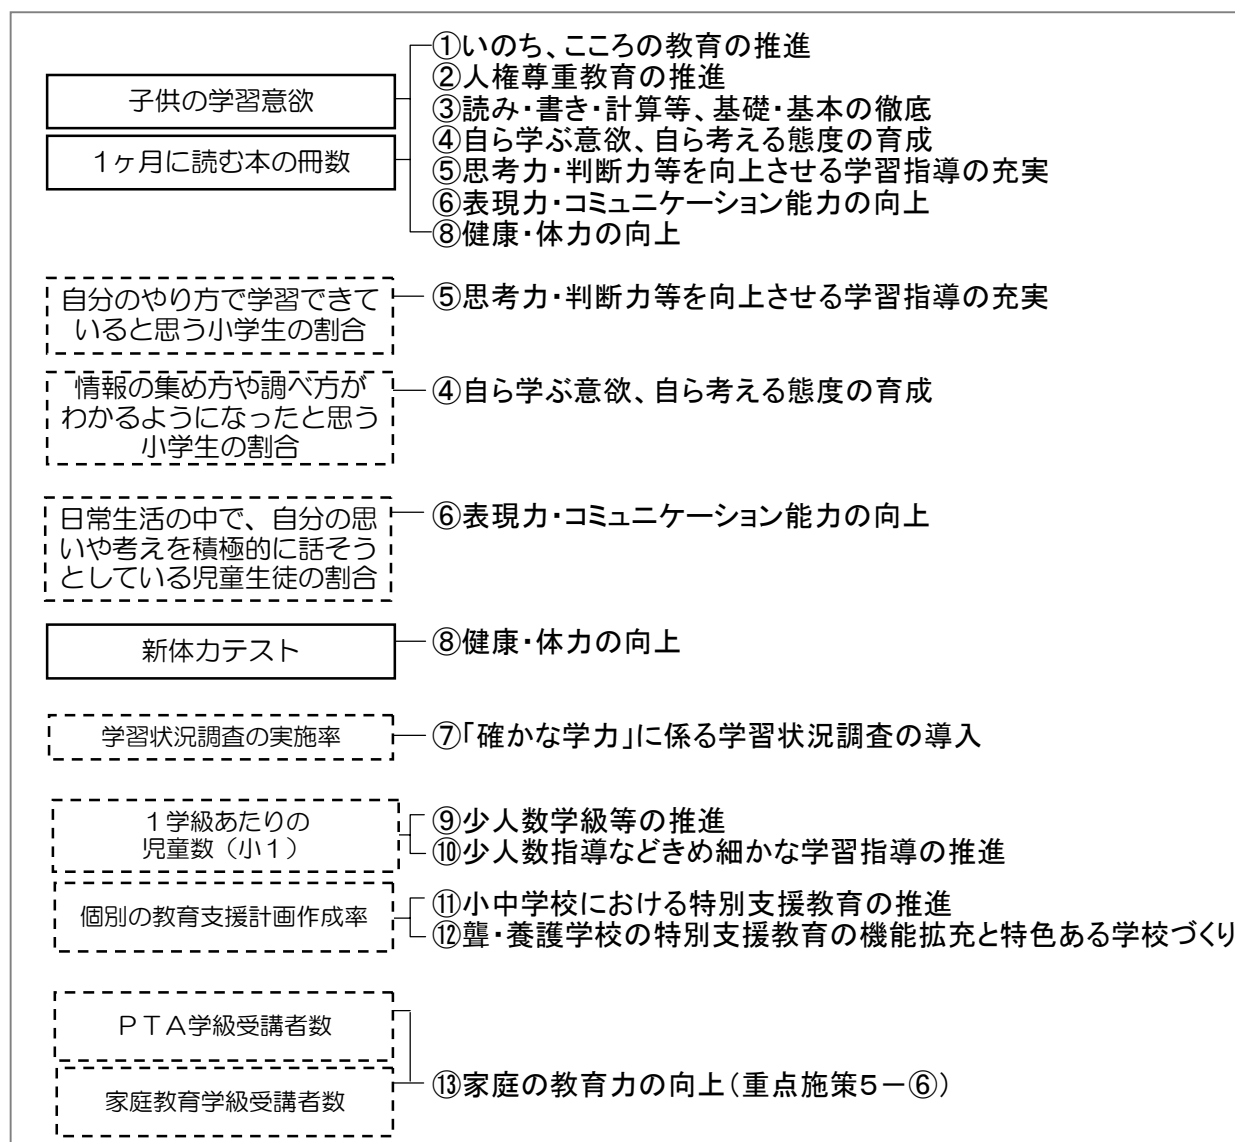 子供の学習意欲
1ヶ月に読む本の冊数
①いのち、こころの教育の推進
②人権尊重教育の推進
③読み・書き・計算等、基礎・基本の徹底
④自ら学ぶ意欲、自ら考える態度の育成
⑤思考力・判断力等を向上させる学習指導の充実
⑥表現力・コミュニケーション能力の向上
⑧健康・体力の向上
自分のやり方で学習できて
いると思う小学生の割合
⑤思考力・判断力等を向上させる学習指導の充実
情報の集め方や調べ方が
わかるようになったと思う
小学生の割合
④自ら学ぶ意欲、自ら考える態度の育成
日常生活の中で、自分の思
いや考えを積極的に話そう
としている児童生徒の割合
⑥表現力・コミュニケーション能力の向上
新体力テスト
⑧健康・体力の向上
学習状況調査の実施率
⑦「確かな学力」に係る学習状況調査の導入
１学級あたりの
児童数（小１）
⑨少人数学級等の推進
⑩少人数指導などきめ細かな学習指導の推進
個別の教育支援計画作成率
⑪小中学校における特別支援教育の推進
⑫聾・養護学校の特別支援教育の機能拡充と特色ある学校づくり
ＰＴＡ学級受講者数
家庭教育学級受講者数
⑬家庭の教育力の向上（重点施策５－⑥）